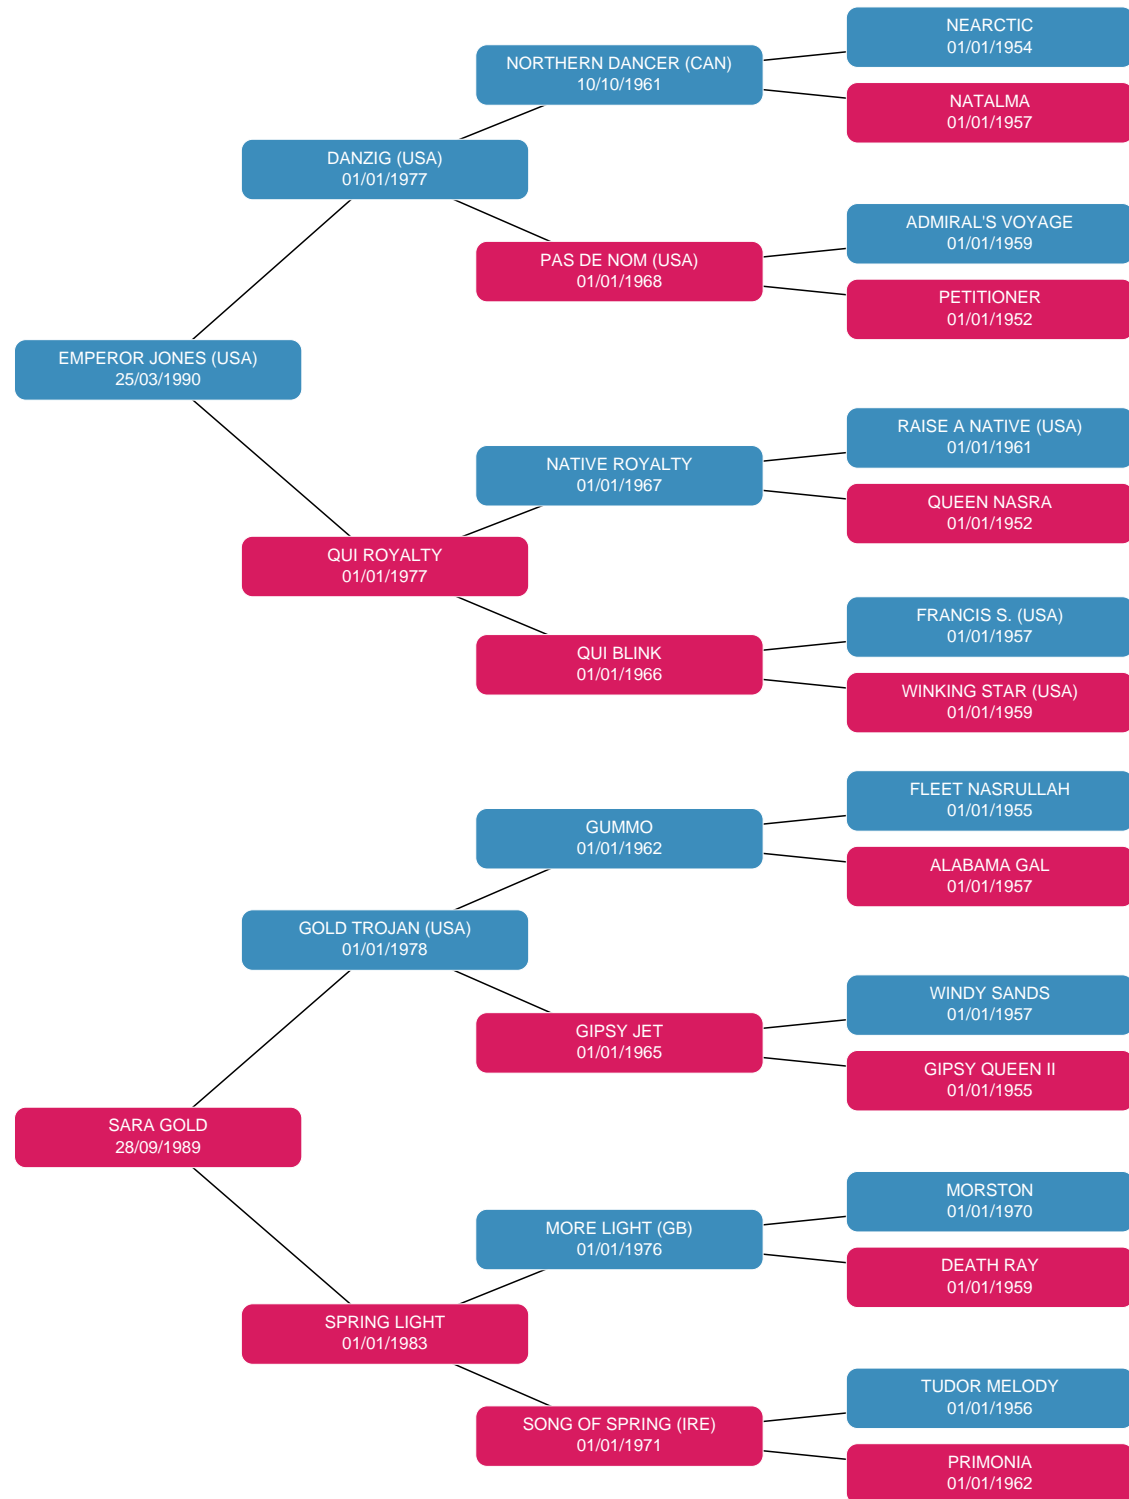 NEARCTIC
01/01/1954
NORTHERN DANCER (CAN)
10/10/1961
NATALMA
01/01/1957
DANZIG (USA)
01/01/1977
ADMIRAL'S VOYAGE
01/01/1959
PAS DE NOM (USA)
01/01/1968
PETITIONER
01/01/1952
EMPEROR JONES (USA)
25/03/1990
RAISE A NATIVE (USA)
01/01/1961
NATIVE ROYALTY
01/01/1967
QUEEN NASRA
01/01/1952
QUI ROYALTY
01/01/1977
FRANCIS S. (USA)
01/01/1957
QUI BLINK
01/01/1966
WINKING STAR (USA)
01/01/1959
FLEET NASRULLAH
01/01/1955
GUMMO
01/01/1962
ALABAMA GAL
01/01/1957
GOLD TROJAN (USA)
01/01/1978
WINDY SANDS
01/01/1957
GIPSY JET
01/01/1965
GIPSY QUEEN II
01/01/1955
SARA GOLD
28/09/1989
MORSTON
01/01/1970
MORE LIGHT (GB)
01/01/1976
DEATH RAY
01/01/1959
SPRING LIGHT
01/01/1983
TUDOR MELODY
01/01/1956
SONG OF SPRING (IRE)
01/01/1971
PRIMONIA
01/01/1962